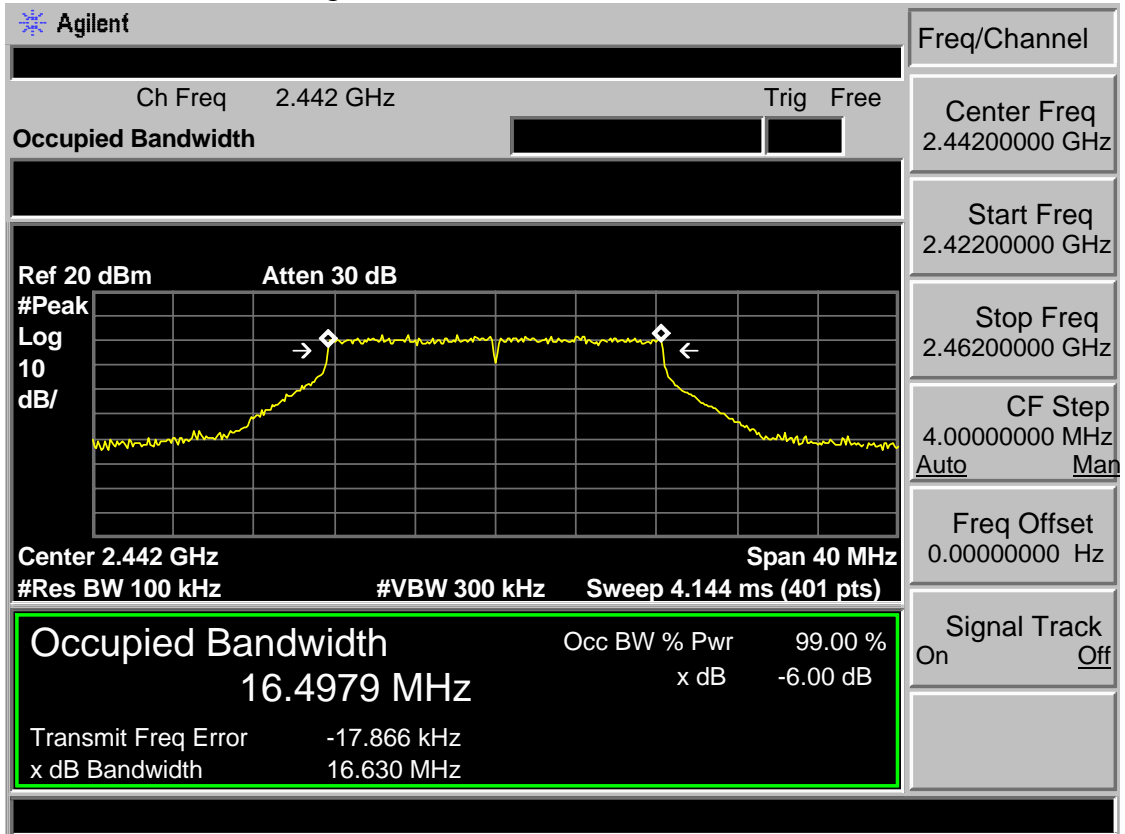 Agilent
Freq/Channel
Ch Freq 2.442 GHz Trig Free
Occupied Bandwidth
Center Freq
2.44200000 GHz
Start Freq
2.42200000 GHz
Stop Freq
2.46200000 GHz
CF Step
4.00000000 MHz
Auto Man
Freq Offset
0.00000000 Hz
Signal Track
On Off
Ref 20 dBm Atten 30 dB
#Peak
Log
10
dB/
Center 2.442 GHz Span 40 MHz
#Res BW 100 kHz #VBW 300 kHz Sweep 4.144 ms (401 pts)
Occupied Bandwidth
16.4979 MHz
Occ BW % Pwr 99.00 %
x dB -6.00 dB
Transmit Freq Error -17.866 kHz
x dB Bandwidth 16.630 MHz